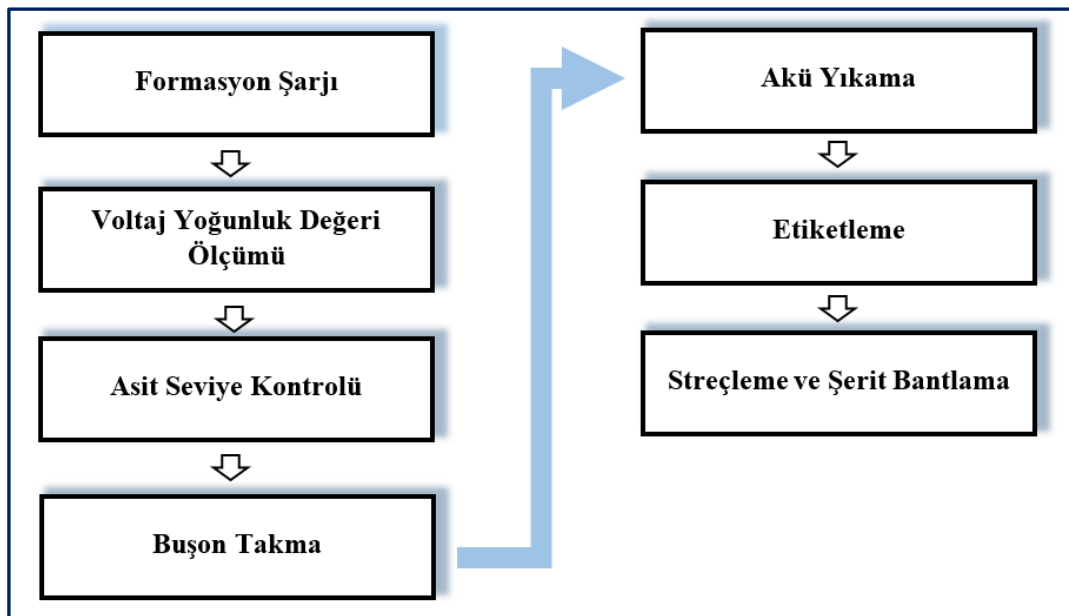 Formasyon Şarjı
Voltaj Yoğunluk Değeri
Ölçümü
Asit Seviye Kontrolü
Buşon Takma
Akü Yıkama
Etiketleme
Streçleme ve Şerit Bantlama